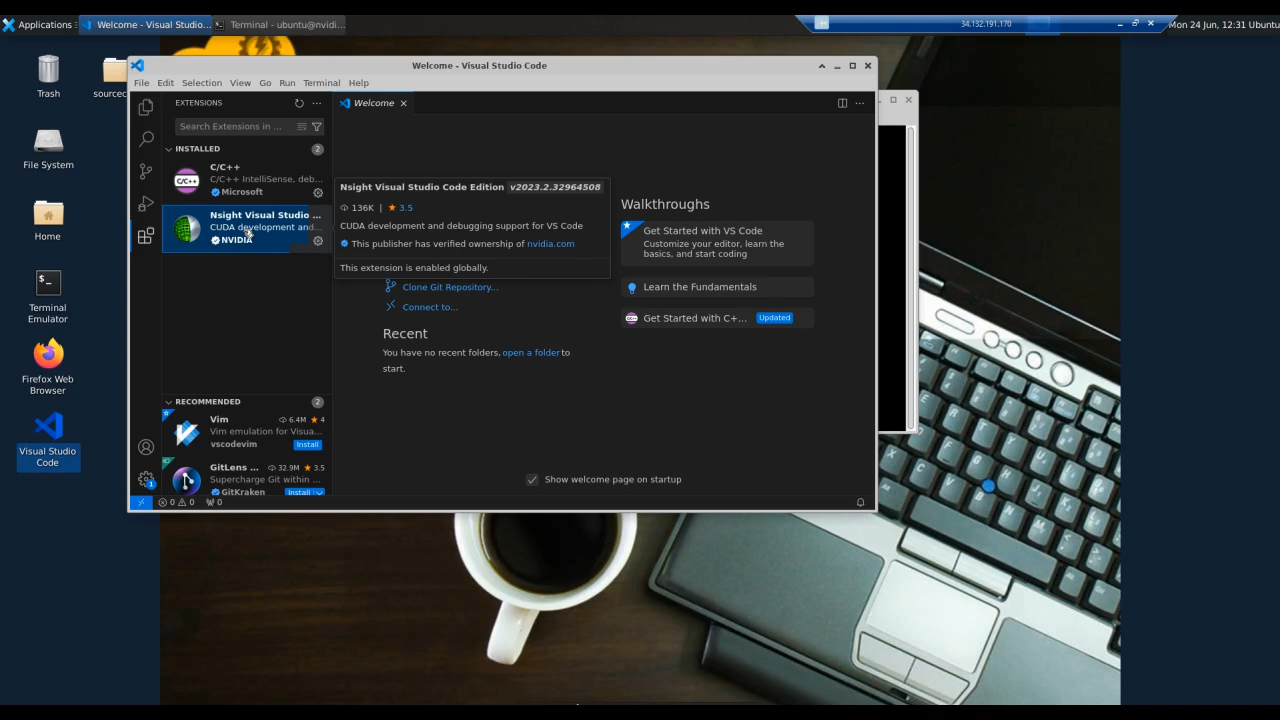 Applications
Welcome - Visual Studio...
Terminal - ubuntu@nvidi...
34.132.191.170
Mon 24 Jun, 12:31 Ubuntu
Trash
sourcec
File System
Home
Terminal
Emulator
Firefox Web
Browser
Visual Studio
Code
Welcome - Visual Studio Code
File Edit Selection View Go Run Terminal Help
EXTENSIONS
Welcome
Search Extensions in ...
INSTALLED 2
C/C++
C/C++ IntelliSense, deb...
Microsoft
Nsight Visual Studio ...
CUDA development and...
NVIDIA
Nsight Visual Studio Code Edition v2023.2.32964508
136K | 3.5
CUDA development and debugging support for VS Code
This publisher has verified ownership of nvidia.com
This extension is enabled globally.
Clone Git Repository...
Connect to...
Recent
You have no recent folders, open a folder to
start.
Walkthroughs
Get Started with VS Code
Customize your editor, learn the
basics, and start coding
Learn the Fundamentals
Get Started with C+... Updated
RECOMMENDED 2
Vim 6.4M 4
Vim emulation for Visua...
vscodevim Install
GitLens ... 32.9M 3.5
Supercharge Git within ...
GitKraken Install
Show welcome page on startup
1
0 0 0